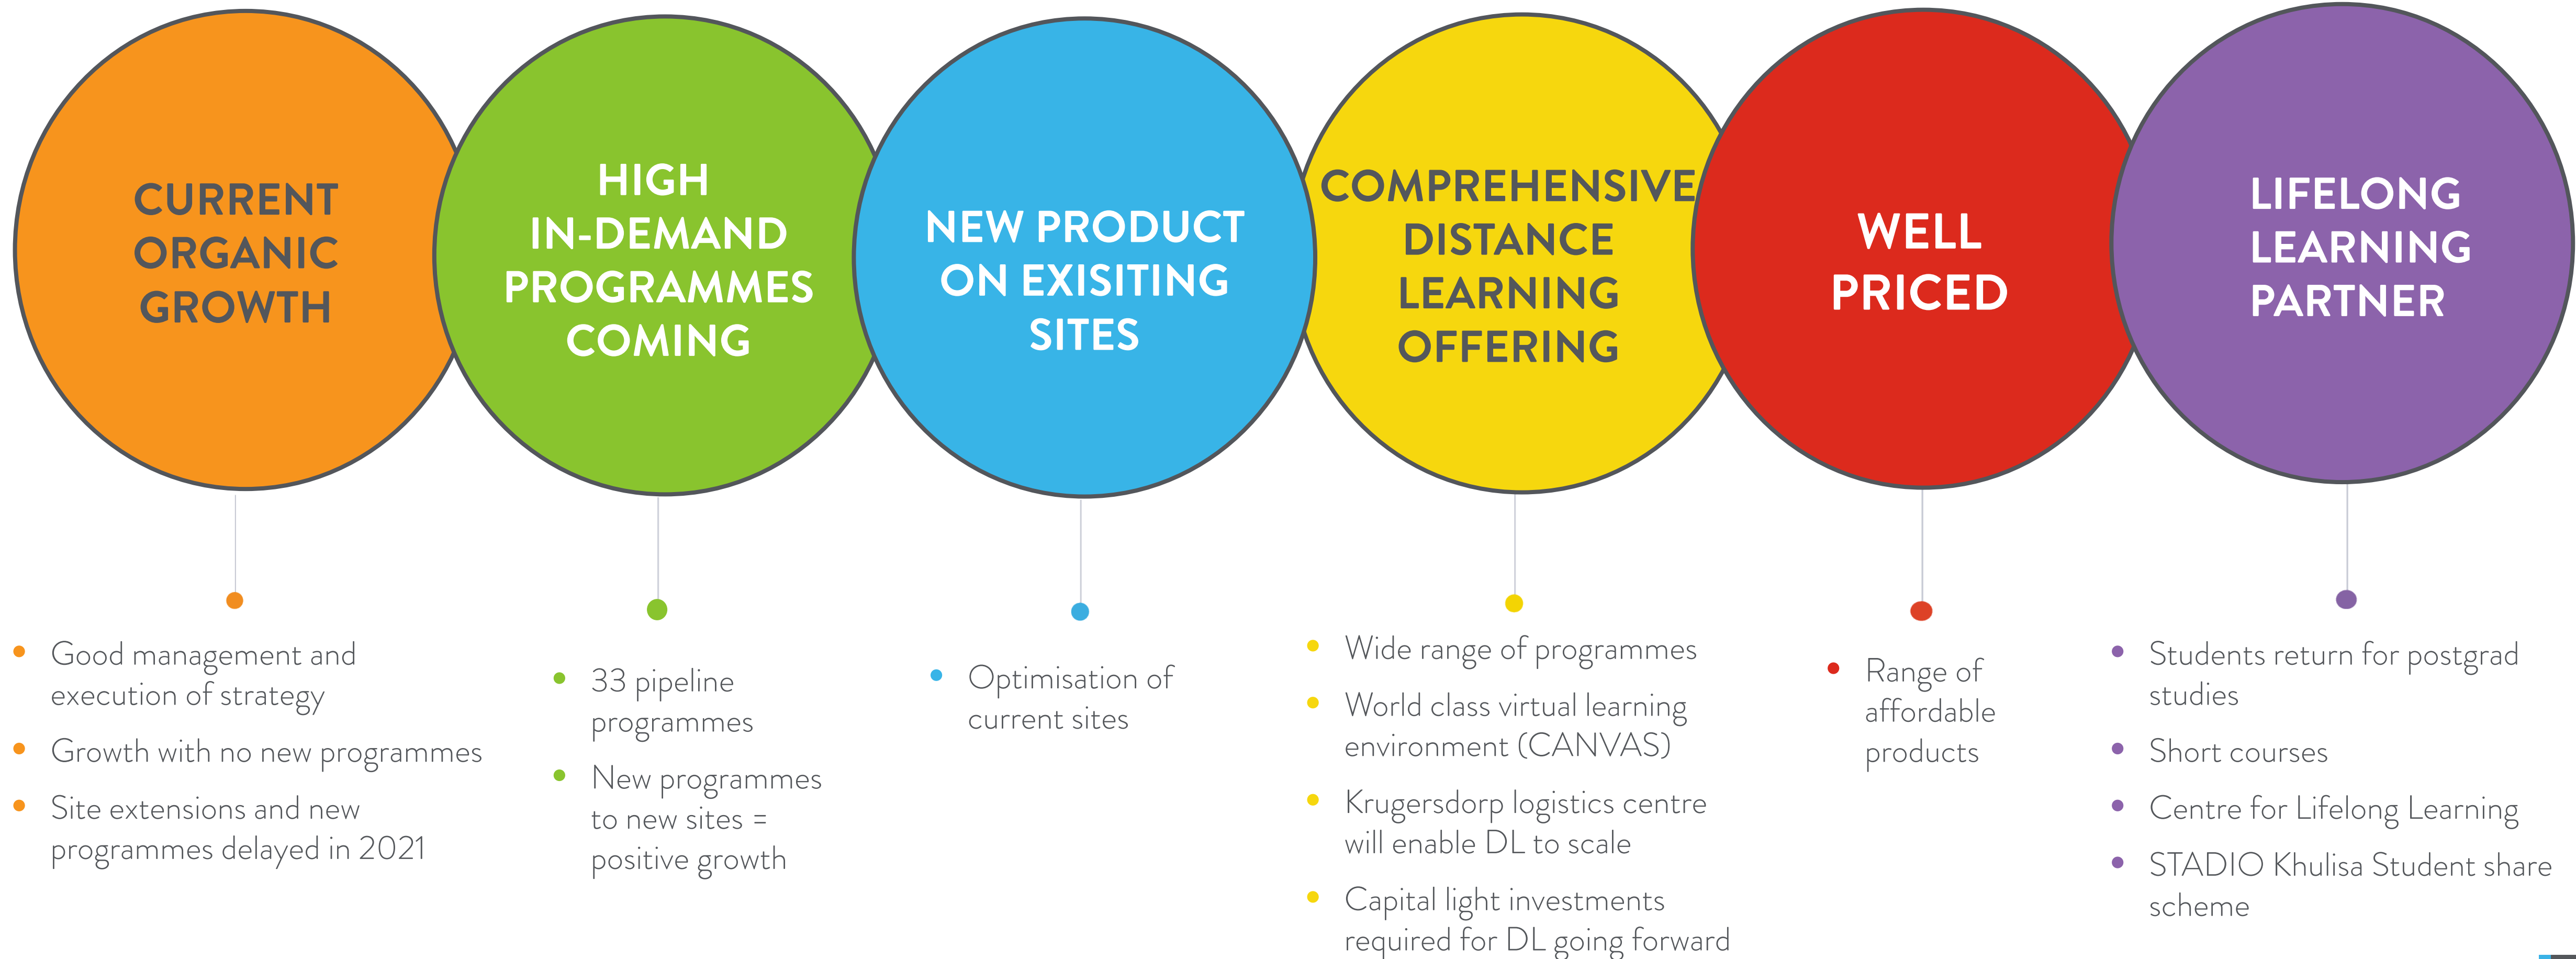 CURRENT
ORGANIC
GROWTH
HIGH
IN-DEMAND
PROGRAMMES
COMING
NEW PRODUCT
ON EXISITING
SITES
COMPREHENSIVE
DISTANCE
LEARNING
OFFERING
WELL
PRICED
LIFELONG
LEARNING
PARTNER
• Good management and
execution of strategy
• Growth with no new programmes
• Site extensions and new
programmes delayed in 2021
• 33 pipeline
programmes
• New programmes
to new sites =
positive growth
• Optimisation of
current sites
• Wide range of programmes
• World class virtual learning
environment (CANVAS)
• Krugersdorp logistics centre
will enable DL to scale
• Capital light investments
required for DL going forward
• Range of
affordable
products
• Students return for postgrad
studies
• Short courses
• Centre for Lifelong Learning
• STADIO Khulisa Student share
scheme